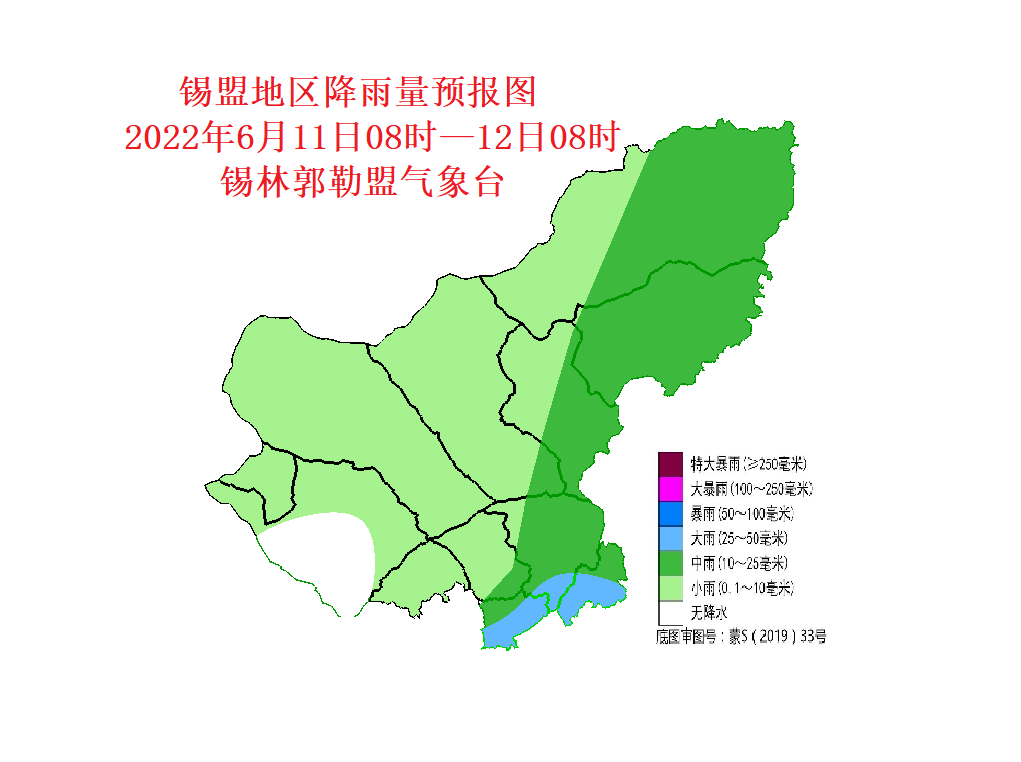 锡盟地区降雨量预报图
2022年6月11日08时—12日08时
锡林郭勒盟气象台
特大暴雨(≥250毫米)
大暴雨(100～250毫米)
暴雨(50～100毫米)
大雨(25～50毫米)
中雨(10～25毫米)
小雨(0.1～10毫米)
无降水
底图审图号：蒙S（2019）33号